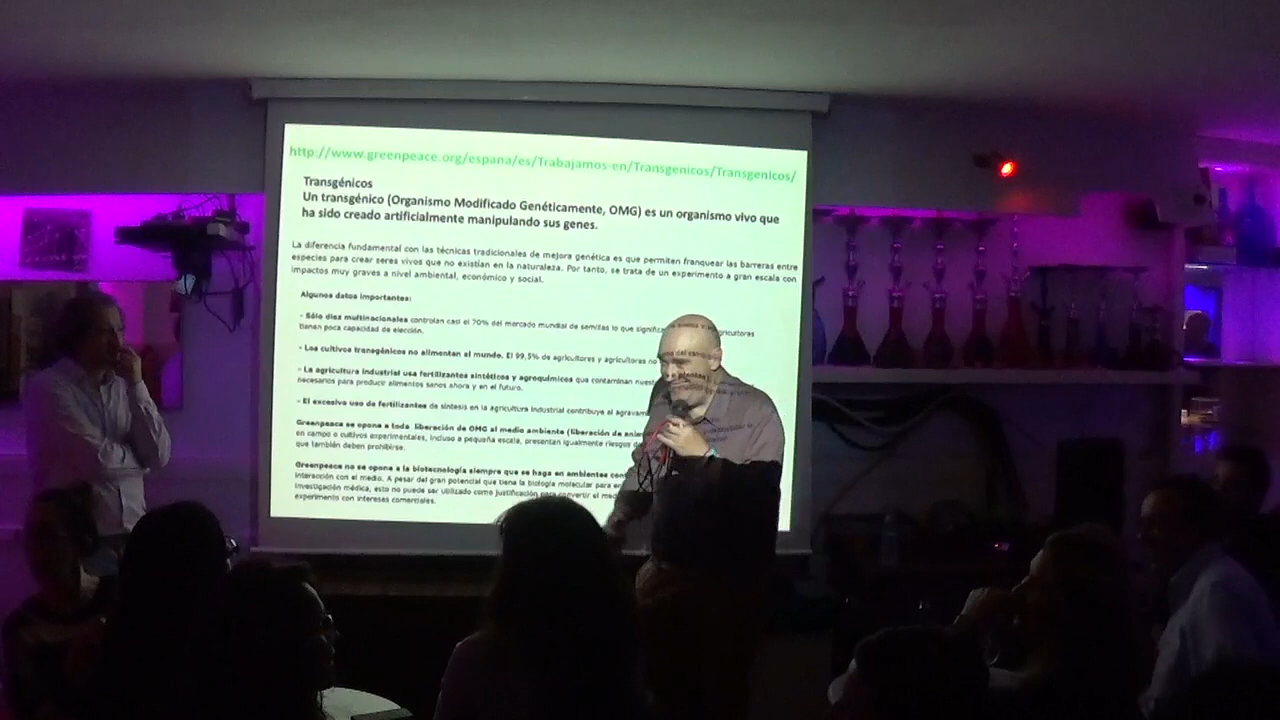 http://www.greenpeace.org/espana/es/Trabajamos-en/Transgenicos/Transgenicos/
Transgénicos
Un transgénico (Organismo Modificado Genéticamente, OMG) es un organismo vivo que
ha sido creado artificialmente manipulando sus genes.
La diferencia fundamental con las técnicas tradicionales de mejora genética es que permiten franquear las barreras entre
especies para crear seres vivos que no existían en la naturaleza. Por tanto, se trata de un experimento a gran escala con
impactos muy graves a nivel ambiental, económico y social.
Algunos datos importantes:
- Sólo diez multinacionales controlan casi el 70% del mercado mundial de semillas lo que significa
tienen poca capacidad de elección.
- Los cultivos transgénicos no alimentan al mundo. El 99,5% de agricultores y agricultores no
- La agricultura industrial usa fertilizantes sintéticos y agroquímicos que contaminan
necesarios para producir alimentos sanos ahora y en el futuro.
- El excesivo uso de fertilizantes de síntesis en la agricultura industrial contribuye al
Greenpeace se opone a toda liberación de OMG al medio ambiente (liberación de
en campo o cultivos experimentales, incluso a pequeña escala, presentan igualmente riesgos
que también deben prohibirse.
Greenpeace no se opone a la biotecnología siempre que se haga en ambientes
interacción con el medio. A pesar del gran potencial que tiene la biología molecular para
investigación médica, esto no puede ser utilizado como justificación para convertir el
experimento con intereses comerciales.